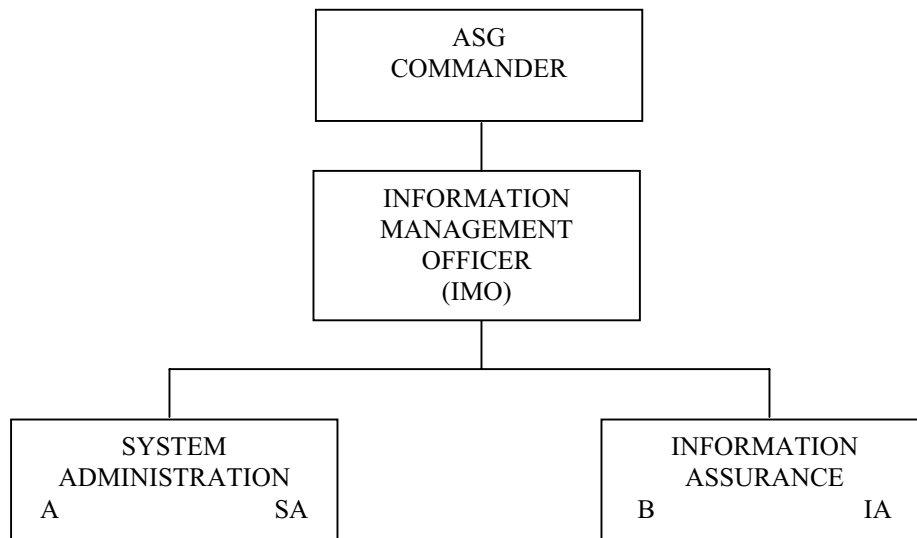 ASG
COMMANDER
INFORMATION
MANAGEMENT
OFFICER
(IMO)
SYSTEM
ADMINISTRATION
A SA
INFORMATION
ASSURANCE
B IA